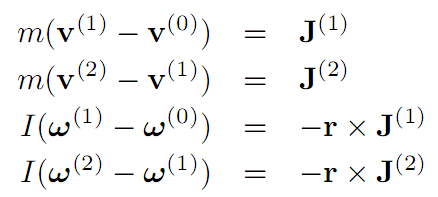 m(𝐯⁽¹⁾ − 𝐯⁽⁰⁾) = 𝐉⁽¹⁾
m(𝐯⁽²⁾ − 𝐯⁽¹⁾) = 𝐉⁽²⁾
I(𝝎⁽¹⁾ − 𝝎⁽⁰⁾) = −𝐫 × 𝐉⁽¹⁾
I(𝝎⁽²⁾ − 𝝎⁽¹⁾) = −𝐫 × 𝐉⁽²⁾